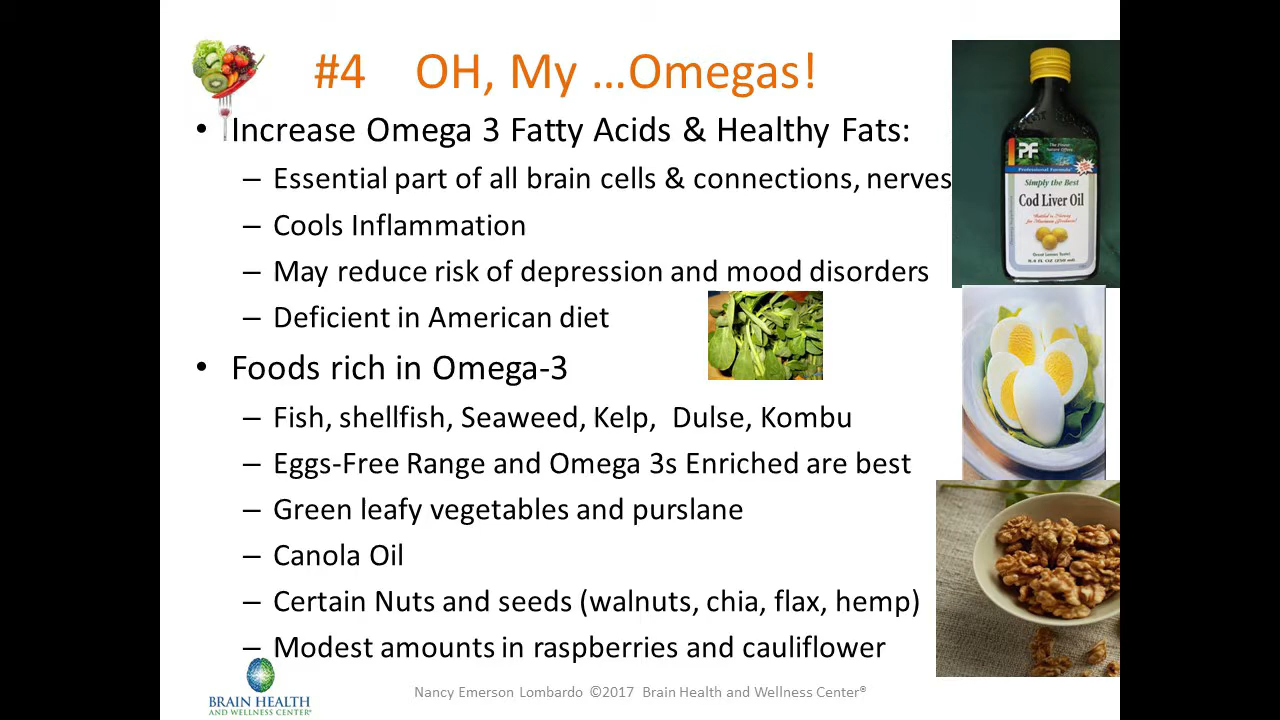 #4 OH, My ...Omegas!
• Increase Omega 3 Fatty Acids & Healthy Fats:
– Essential part of all brain cells & connections, nerves
– Cools Inflammation
– May reduce risk of depression and mood disorders
– Deficient in American diet
• Foods rich in Omega-3
– Fish, shellfish, Seaweed, Kelp, Dulse, Kombu
– Eggs-Free Range and Omega 3s Enriched are best
– Green leafy vegetables and purslane
– Canola Oil
– Certain Nuts and seeds (walnuts, chia, flax, hemp)
– Modest amounts in raspberries and cauliflower
PF
Professional Formula
Simply the Best
Cod Liver Oil
BRAIN HEALTH
AND WELLNESS CENTER®
Nancy Emerson Lombardo ©2017 Brain Health and Wellness Center®